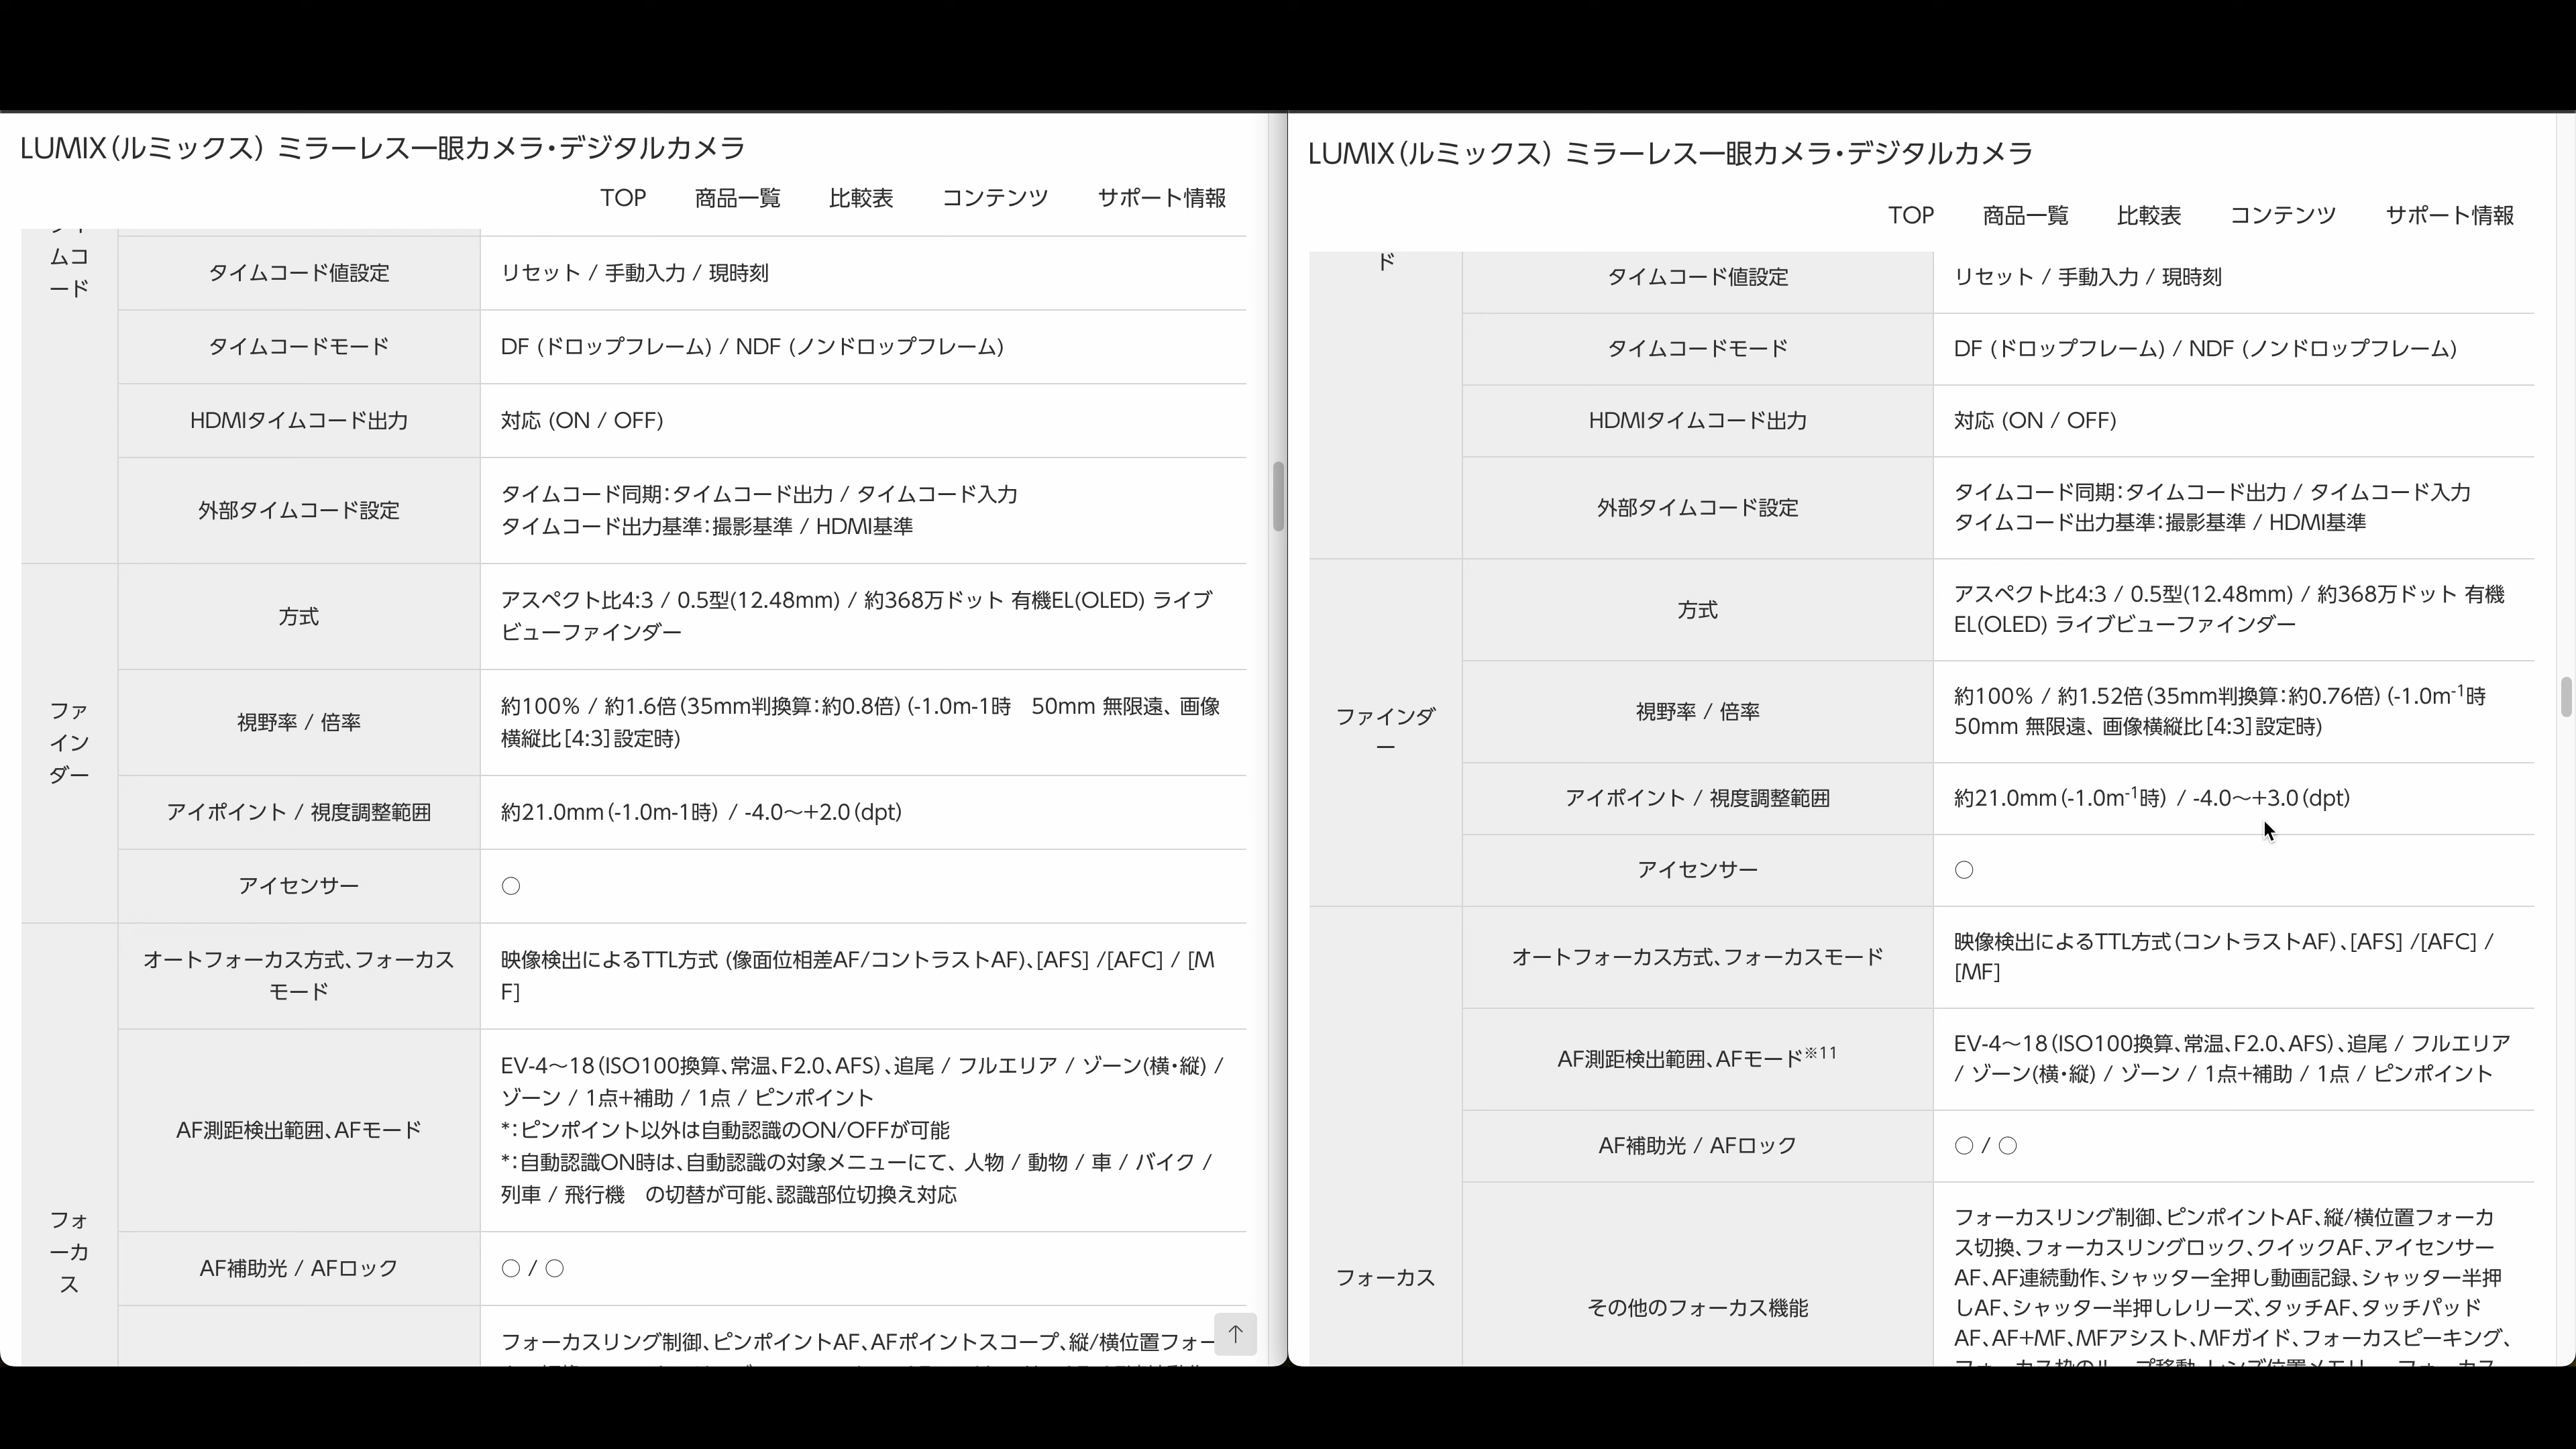 LUMIX（ルミックス） ミラーレス一眼カメラ・デジタルカメラ
TOP 商品一覧 比較表 コンテンツ サポート情報
ムコ
ード
タイムコード値設定
リセット / 手動入力 / 現時刻
タイムコードモード
DF (ドロップフレーム) / NDF (ノンドロップフレーム)
HDMIタイムコード出力
対応 (ON / OFF)
外部タイムコード設定
タイムコード同期：タイムコード出力 / タイムコード入力
タイムコード出力基準：撮影基準 / HDMI基準
ファ
イン
ダー
方式
アスペクト比4:3 / 0.5型(12.48mm) / 約368万ドット 有機EL(OLED) ライブ
ビューファインダー
視野率 / 倍率
約100% / 約1.6倍（35mm判換算：約0.8倍）（-1.0m-1時　50mm 無限遠、画像
横縦比［4:3］設定時)
アイポイント / 視度調整範囲
約21.0mm（-1.0m-1時） / -4.0～+2.0（dpt）
アイセンサー
○
フォ
ーカ
ス
オートフォーカス方式、フォーカス
モード
映像検出によるTTL方式 (像面位相差AF/コントラストAF)、[AFS] /[AFC] / [M
F]
AF測距検出範囲、AFモード
EV-4～18（ISO100換算、常温、F2.0、AFS）、追尾 / フルエリア / ゾーン(横・縦) /
ゾーン / 1点+補助 / 1点 / ピンポイント
*：ピンポイント以外は自動認識のON/OFFが可能
*：自動認識ON時は、自動認識の対象メニューにて、 人物 / 動物 / 車 / バイク /
列車 / 飛行機　の切替が可能、認識部位切換え対応
AF補助光 / AFロック
○ / ○
フォーカスリング制御、ピンポイントAF、AFポイントスコープ、縦/横位置フォー
LUMIX（ルミックス） ミラーレス一眼カメラ・デジタルカメラ
TOP 商品一覧 比較表 コンテンツ サポート情報
ド
タイムコード値設定
リセット / 手動入力 / 現時刻
タイムコードモード
DF (ドロップフレーム) / NDF (ノンドロップフレーム)
HDMIタイムコード出力
対応 (ON / OFF)
外部タイムコード設定
タイムコード同期：タイムコード出力 / タイムコード入力
タイムコード出力基準：撮影基準 / HDMI基準
ファインダ
ー
方式
アスペクト比4:3 / 0.5型(12.48mm) / 約368万ドット 有機
EL(OLED) ライブビューファインダー
視野率 / 倍率
約100% / 約1.52倍（35mm判換算：約0.76倍）（-1.0m⁻¹時
50mm 無限遠、画像横縦比［4:3］設定時)
アイポイント / 視度調整範囲
約21.0mm（-1.0m⁻¹時） / -4.0～+3.0（dpt）
アイセンサー
○
フォーカス
オートフォーカス方式、フォーカスモード
映像検出によるTTL方式（コントラストAF）、[AFS] /[AFC] /
[MF]
AF測距検出範囲、AFモード※11
EV-4～18（ISO100換算、常温、F2.0、AFS）、追尾 / フルエリア
/ ゾーン(横・縦) / ゾーン / 1点+補助 / 1点 / ピンポイント
AF補助光 / AFロック
○ / ○
その他のフォーカス機能
フォーカスリング制御、ピンポイントAF、縦/横位置フォーカ
ス切換、フォーカスリングロック、クイックAF、アイセンサー
AF、AF連続動作、シャッター全押し動画記録、シャッター半押
しAF、シャッター半押しレリーズ、タッチAF、タッチパッド
AF、AF+MF、MFアシスト、MFガイド、フォーカスピーキング、